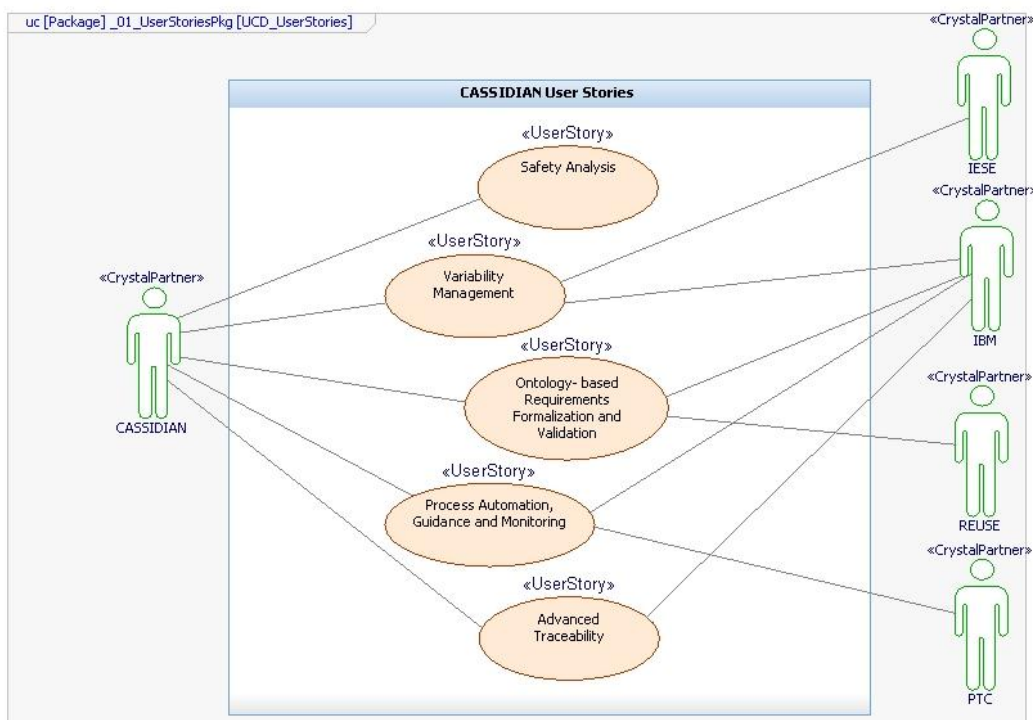 uc [Package] _01_UserStoriesPkg [UCD_UserStories]
«CrystalPartner»
IESE
CASSIDIAN User Stories
«UserStory»
Safety Analysis
«CrystalPartner»
IBM
«UserStory»
Variability
Management
«CrystalPartner»
CASSIDIAN
«UserStory»
Ontology- based
Requirements
Formalization and
Validation
«CrystalPartner»
REUSE
«UserStory»
Process Automation,
Guidance and Monitoring
«CrystalPartner»
PTC
«UserStory»
Advanced
Traceability